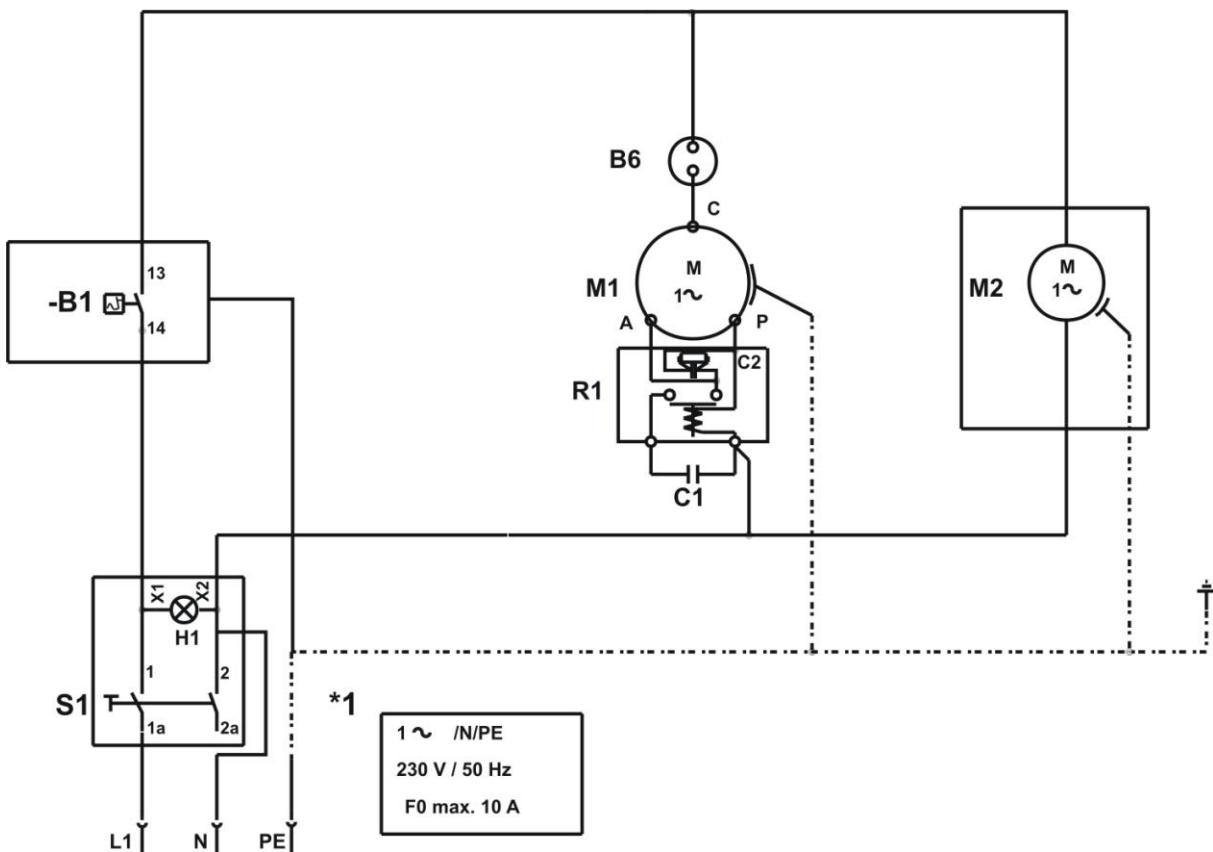 B6
C
13
-B1
14
M
1~
M1
A
P
M
1~
M2
C2
R1
C1
X1
X2
H1
1
2
S1
1a
2a
*1
1~ /N/PE
230 V / 50 Hz
F0 max. 10 A
L1
N
PE